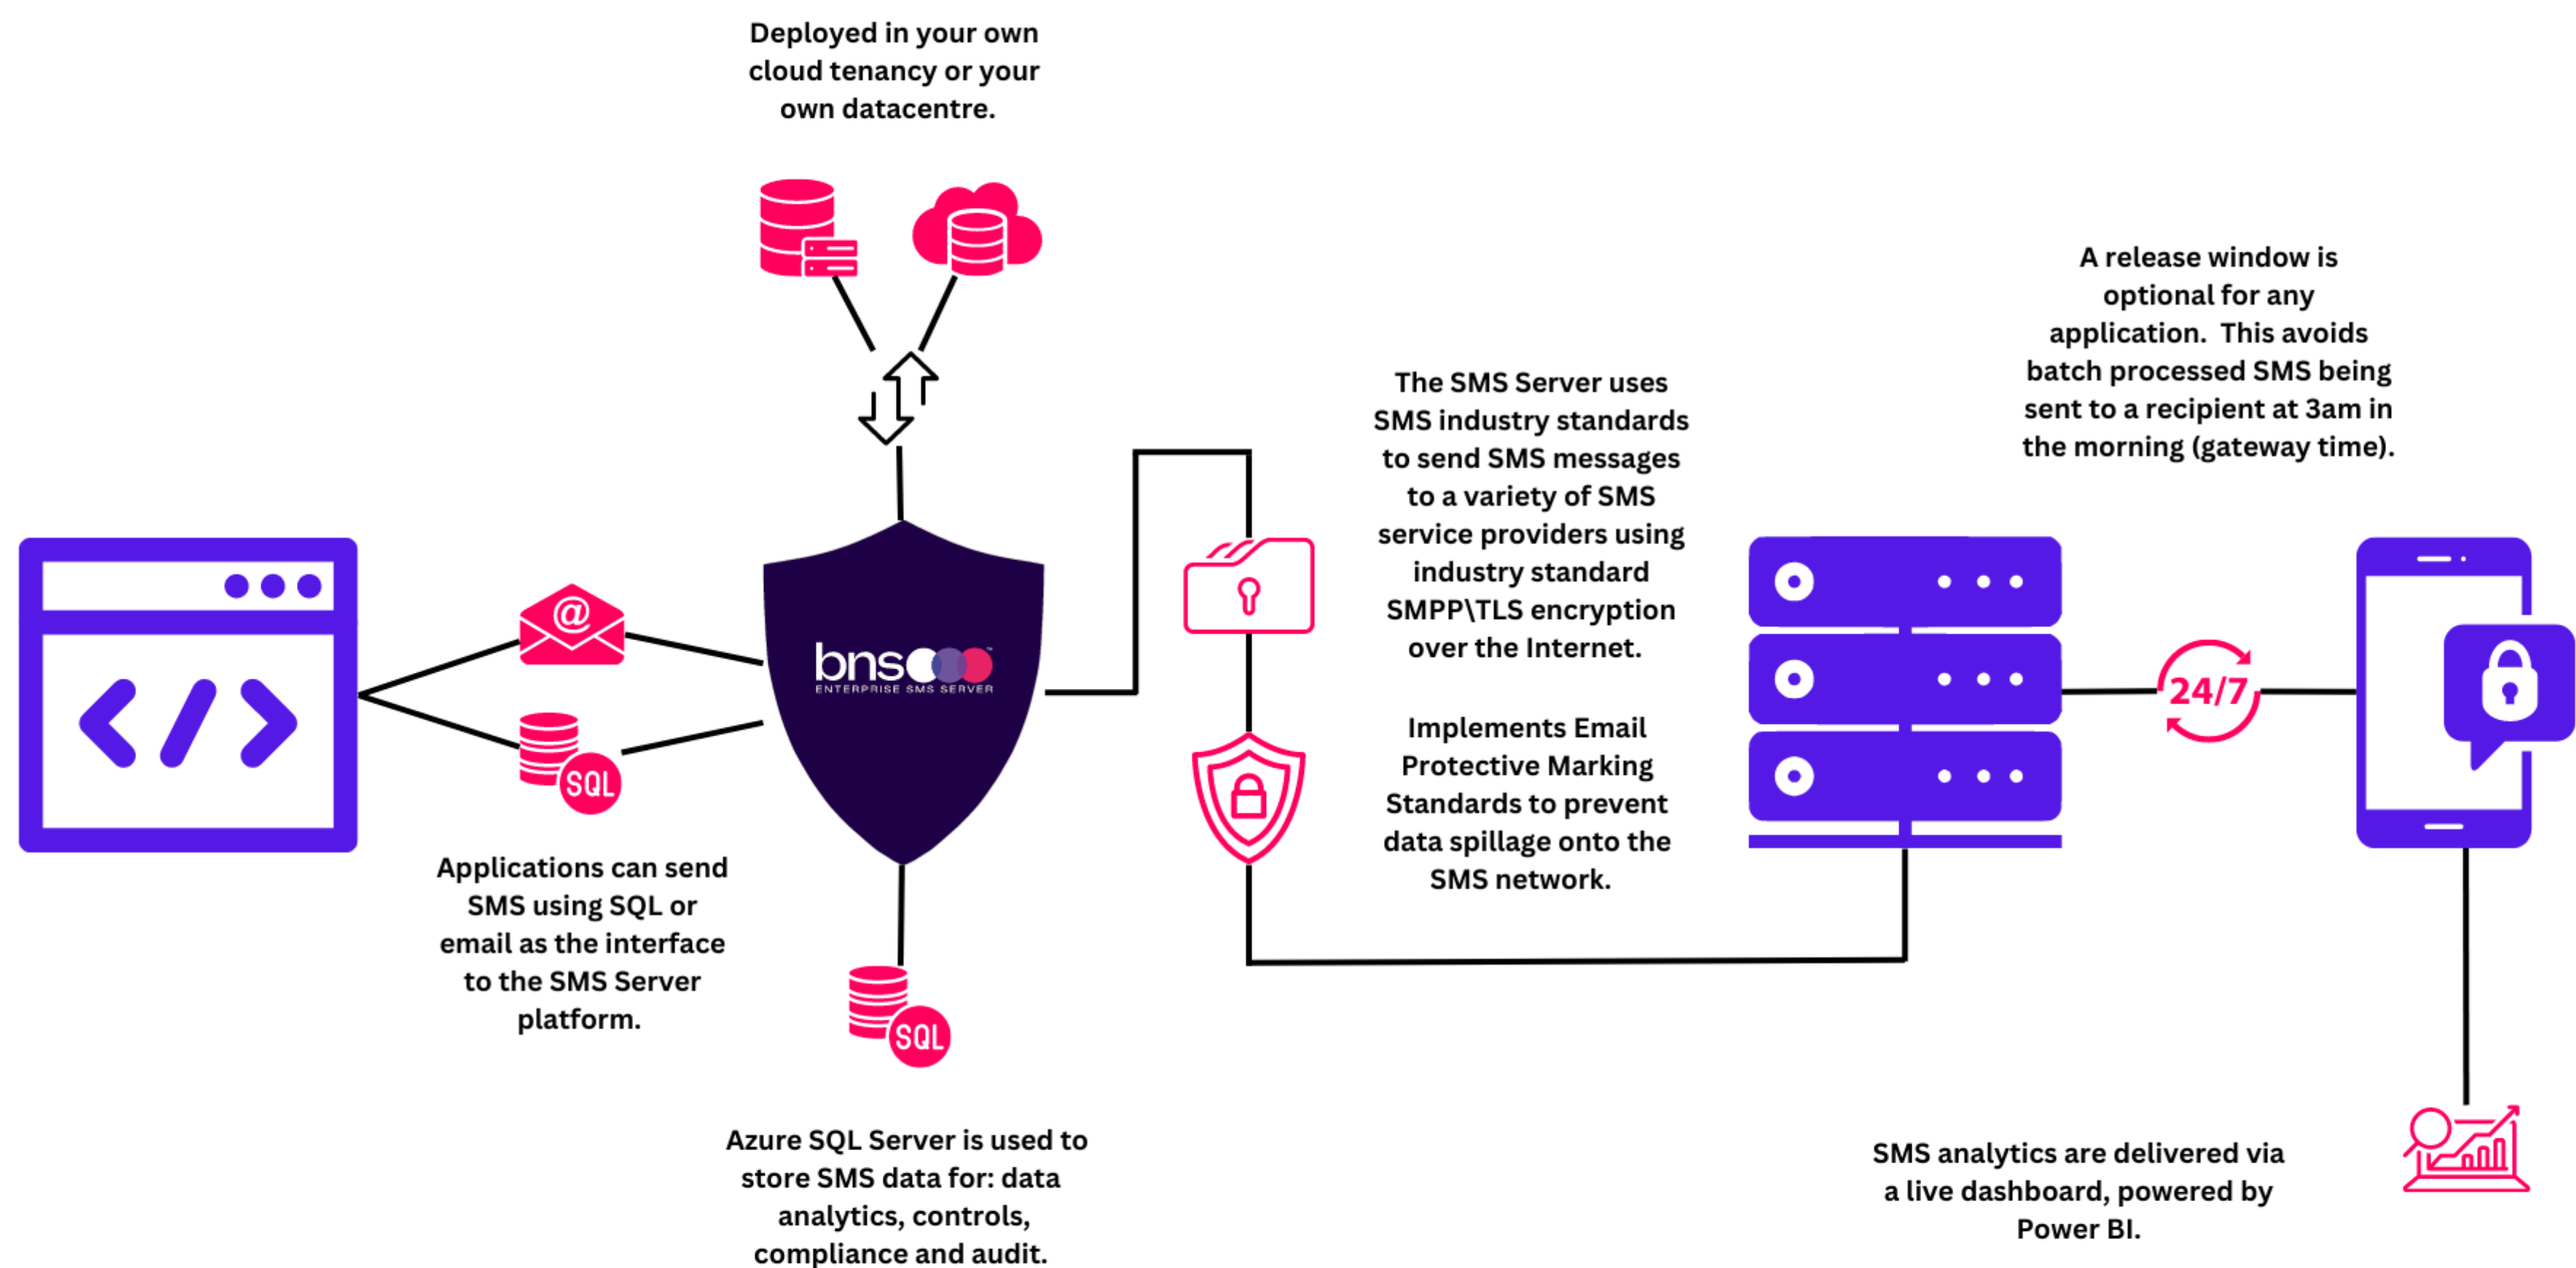 Deployed in your own
cloud tenancy or your
own datacentre.
A release window is
optional for any
application.  This avoids
batch processed SMS being
sent to a recipient at 3am in
the morning (gateway time).
The SMS Server uses
SMS industry standards
to send SMS messages
to a variety of SMS
service providers using
industry standard
SMPP\TLS encryption
over the Internet.
Implements Email
Protective Marking
Standards to prevent
data spillage onto the
SMS network.
</>
@
SQL
bns™
ENTERPRISE SMS SERVER
24/7
Applications can send
SMS using SQL or
email as the interface
to the SMS Server
platform.
SQL
Azure SQL Server is used to
store SMS data for: data
analytics, controls,
compliance and audit.
SMS analytics are delivered via
a live dashboard, powered by
Power BI.